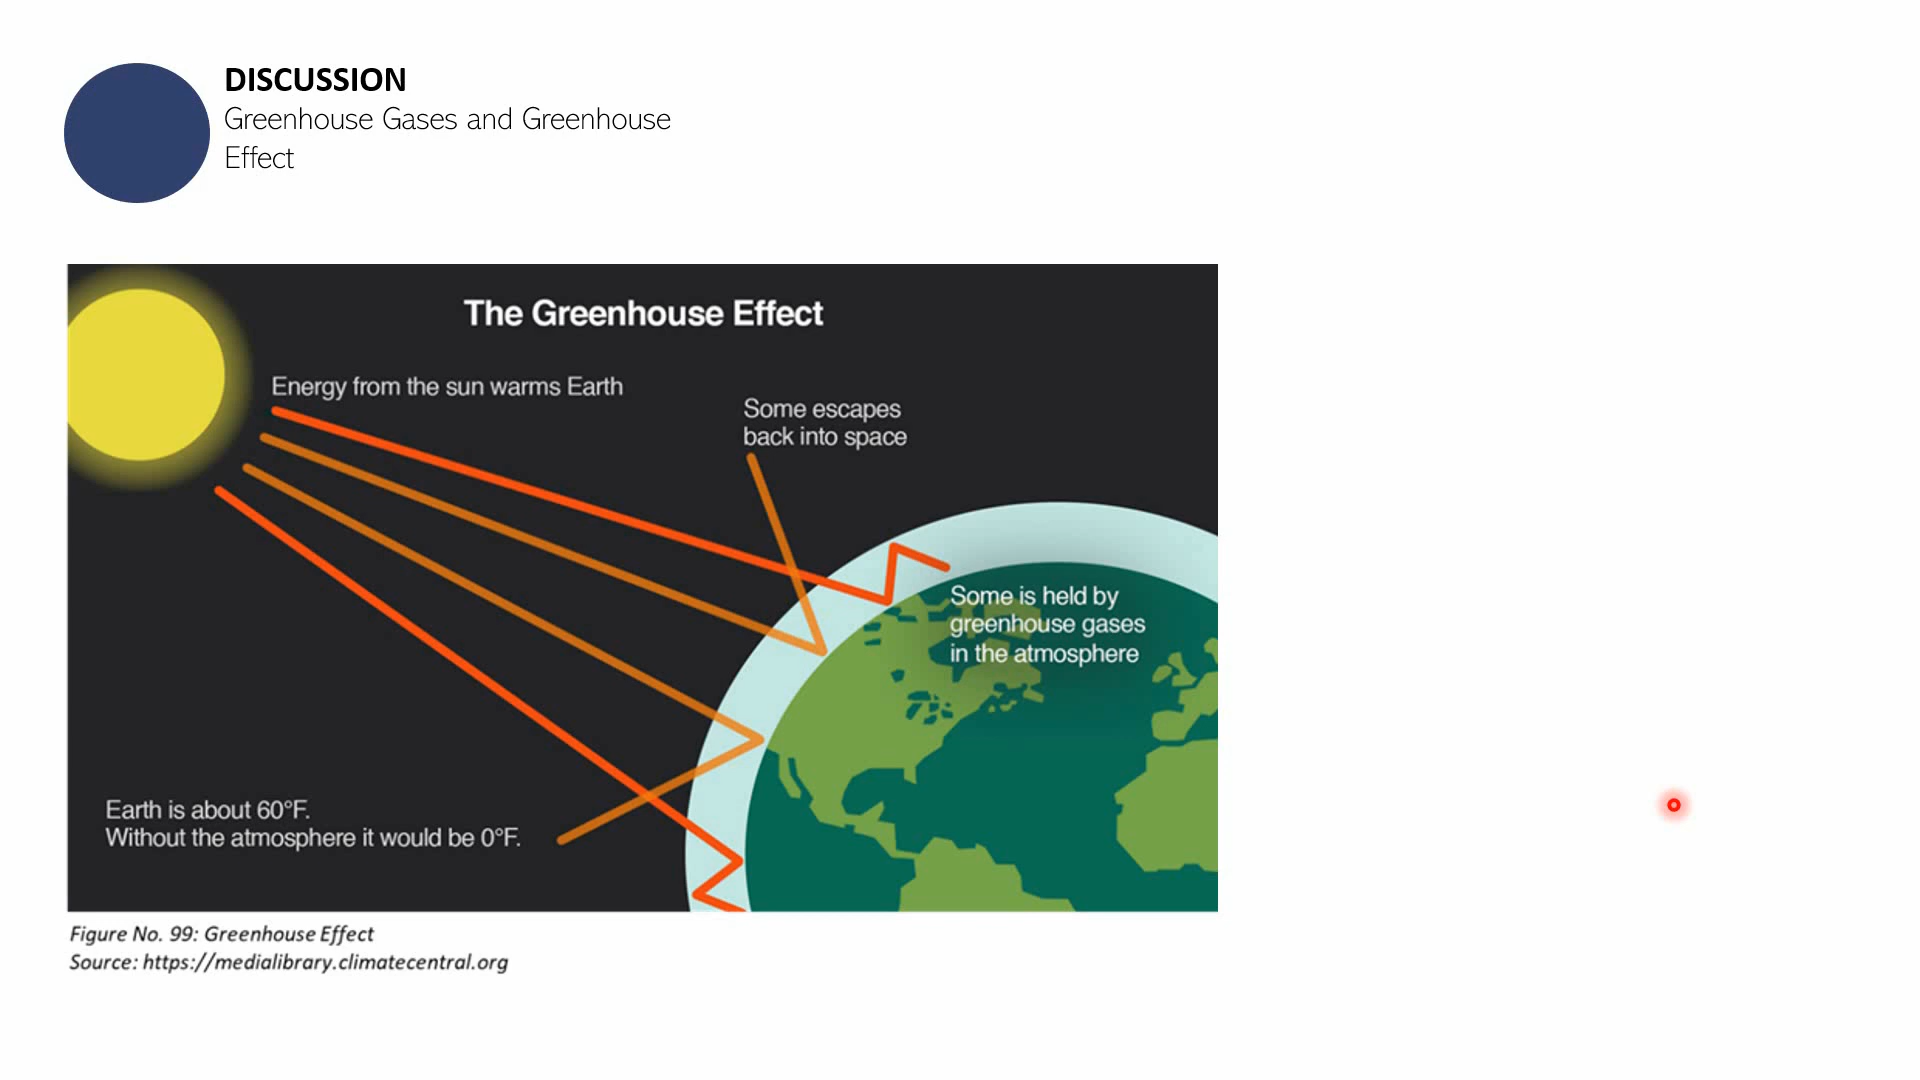 DISCUSSION
Greenhouse Gases and Greenhouse
Effect
The Greenhouse Effect
Energy from the sun warms Earth
Some escapes
back into space
Some is held by
greenhouse gases
in the atmosphere
Earth is about 60°F.
Without the atmosphere it would be 0°F.
Figure No. 99: Greenhouse Effect
Source: https://medialibrary.climatecentral.org